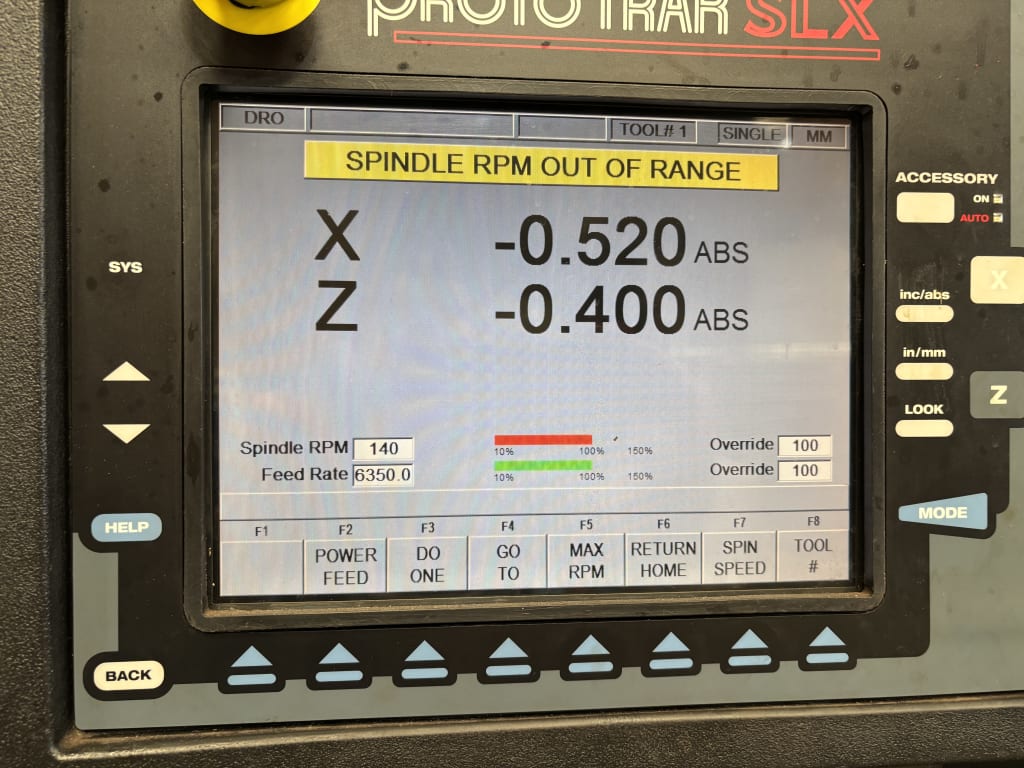 PROTOTRAK SLX
DRO TOOL# 1 SINGLE MM
SPINDLE RPM OUT OF RANGE
X -0.520 ABS
Z -0.400 ABS
Spindle RPM 140 10% 100% 150% Override 100
Feed Rate 6350.0 10% 100% 150% Override 100
F1 F2 F3 F4 F5 F6 F7 F8
POWER FEED
DO ONE
GO TO
MAX RPM
RETURN HOME
SPIN SPEED
TOOL #
SYS
HELP
BACK
ACCESSORY
ON
AUTO
inc/abs
in/mm
LOOK
MODE
X
Z